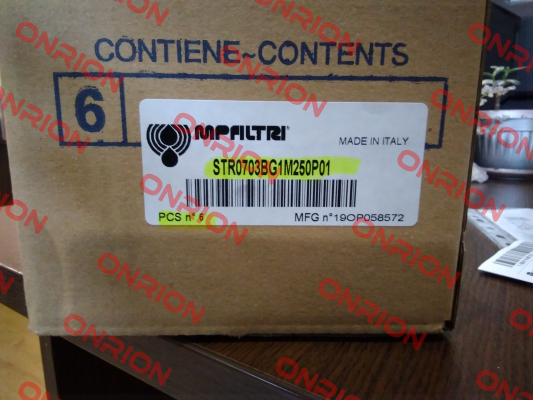 CONTIENE~CONTENTS
6
MPFILTRI®
MADE IN ITALY
STR0703BG1M250P01
PCS n° 6
MFG n°19OP058572
ONRION